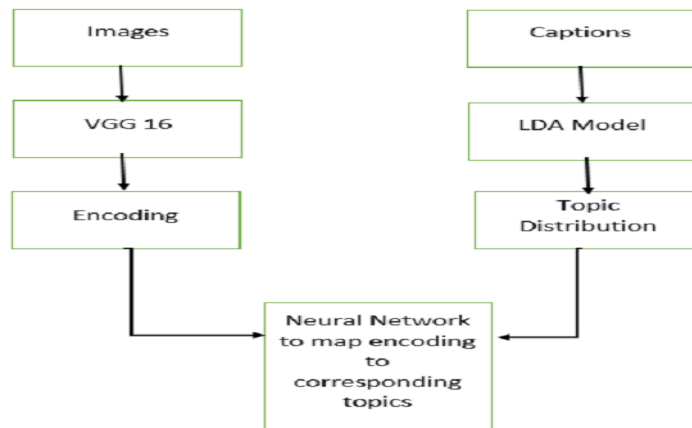 Images
Captions
VGG 16
LDA Model
Encoding
Topic
Distribution
Neural Network
to map encoding
to
corresponding
topics